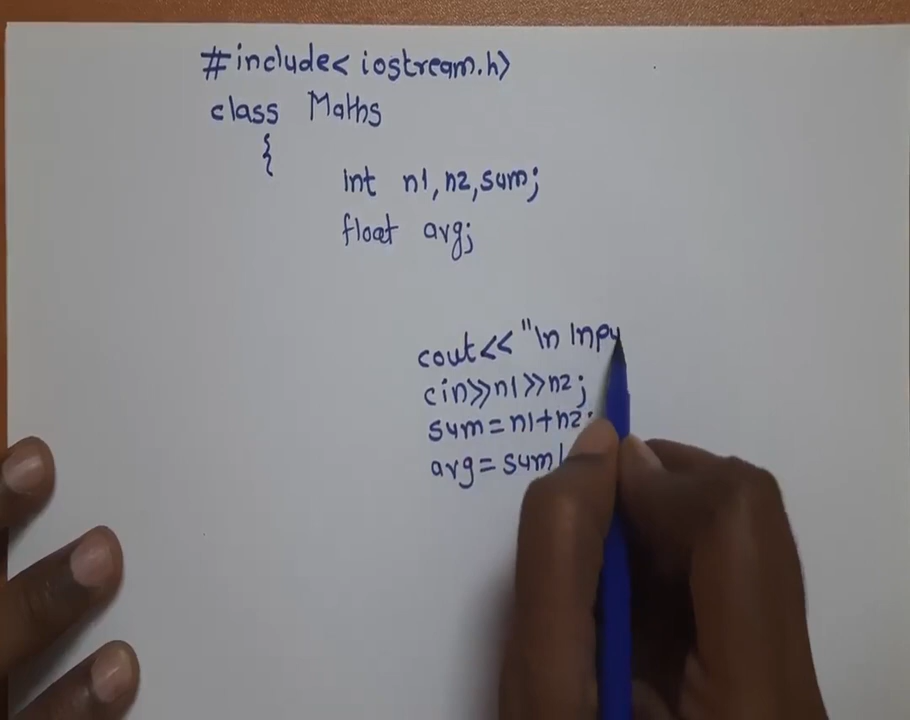 #include< iostream.h>
class Maths
{
int n1, n2, sum;
float avg;
cout<< "\n Inpu
cin>>n1>>n2;
sum=n1+n2;
avg= sum/